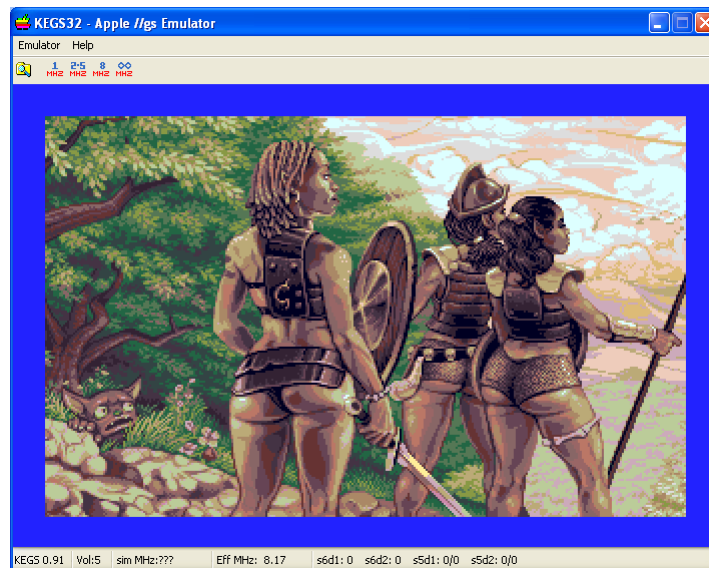 KEGS32 - Apple //gs Emulator
Emulator Help
1 MHZ 2·5 MHZ 8 MHZ ∞ MHZ
KEGS 0.91 Vol:5 sim MHz:??? Eff MHz: 8.17 s6d1: 0 s6d2: 0 s5d1: 0/0 s5d2: 0/0